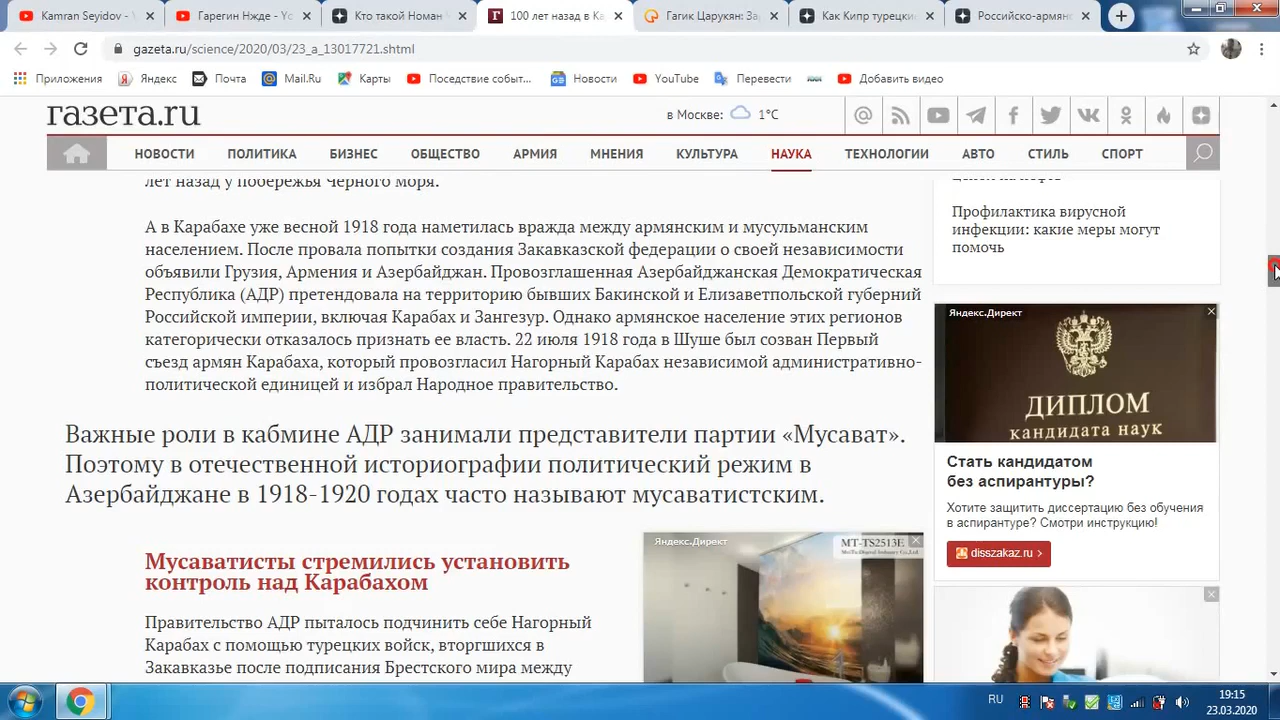 Kamran Seyidov - 
Гарегин Нжде - Yo
Кто такой Номан
100 лет назад в Ка
Гагик Царукян: За
Как Кипр турецки
Российско-армян
gazeta.ru/science/2020/03/23_a_13017721.shtml
Приложения
Яндекс
Почта
Mail.Ru
Карты
Поседствие событ...
Новости
YouTube
Перевести
Добавить видео
газета.ru
в Москве: 1°C
НОВОСТИ ПОЛИТИКА БИЗНЕС ОБЩЕСТВО АРМИЯ МНЕНИЯ КУЛЬТУРА НАУКА ТЕХНОЛОГИИ АВТО СТИЛЬ СПОРТ
лет назад у побережья Черного моря.
А в Карабахе уже весной 1918 года наметилась вражда между армянским и мусульманским
населением. После провала попытки создания Закавказской федерации о своей независимости
объявили Грузия, Армения и Азербайджан. Провозглашенная Азербайджанская Демократическая
Республика (АДР) претендовала на территорию бывших Бакинской и Елизаветпольской губерний
Российской империи, включая Карабах и Зангезур. Однако армянское население этих регионов
категорически отказалось признать ее власть. 22 июля 1918 года в Шуше был созван Первый
съезд армян Карабаха, который провозгласил Нагорный Карабах независимой административно-
политической единицей и избрал Народное правительство.
Важные роли в кабмине АДР занимали представители партии «Мусават».
Поэтому в отечественной историографии политический режим в
Азербайджане в 1918-1920 годах часто называют мусаватистским.
Мусаватисты стремились установить
контроль над Карабахом
Правительство АДР пыталось подчинить себе Нагорный
Карабах с помощью турецких войск, вторгшихся в
Закавказье после подписания Брестского мира между
Яндекс.Директ
MT-TS2513E
Профилактика вирусной
инфекции: какие меры могут
помочь
Яндекс.Директ
ДИПЛОМ
кандидата наук
Стать кандидатом
без аспирантуры?
Хотите защитить диссертацию без обучения
в аспирантуре? Смотри инструкцию!
disszakaz.ru
RU
19:15
23.03.2020